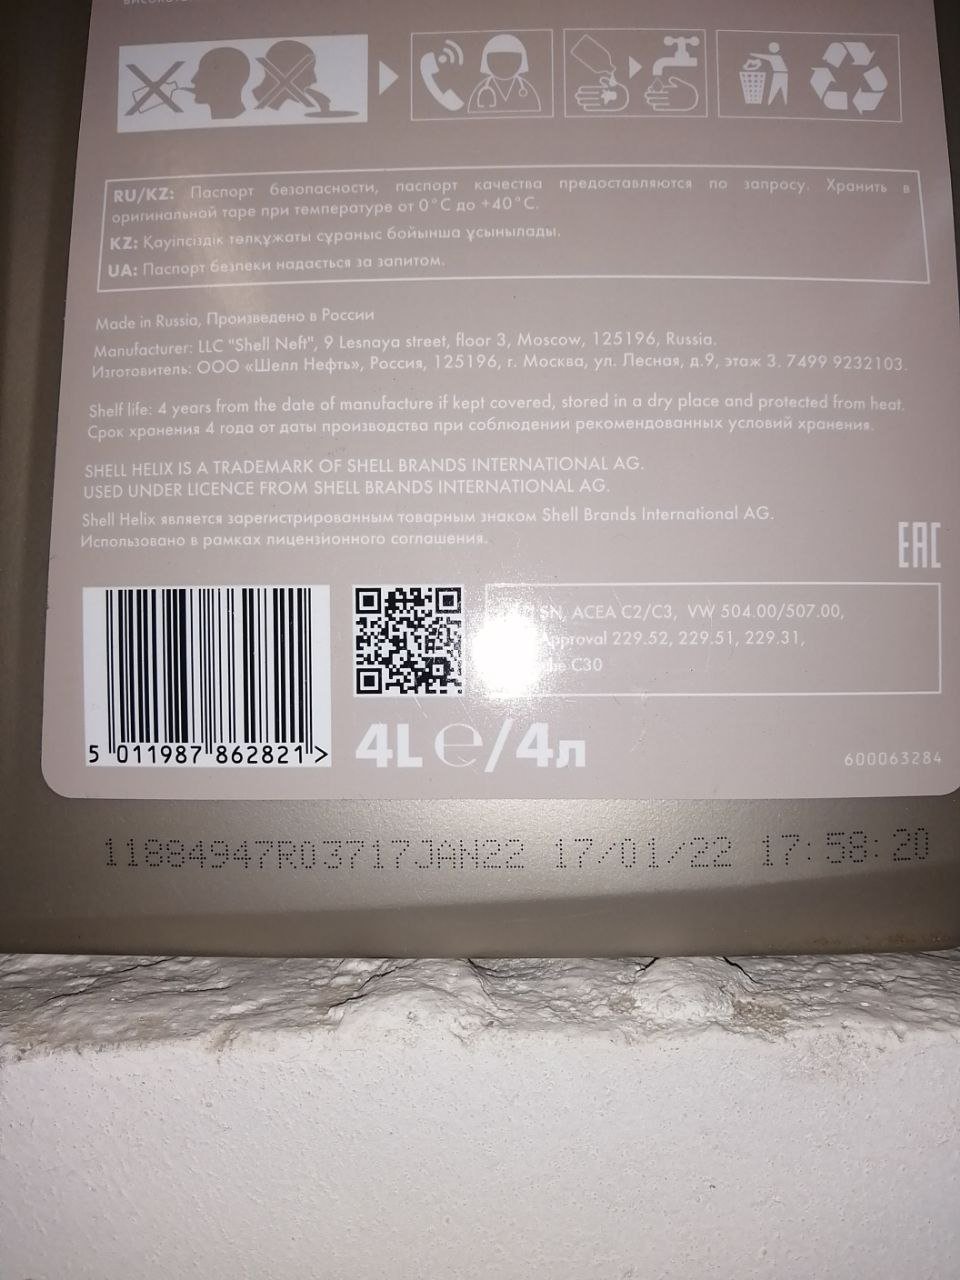 RU/KZ: Паспорт безопасности, паспорт качества предоставляются по запросу. Хранить в
оригинальной таре при температуре от 0°C до +40°C.
KZ: Қауіпсіздік төлқұжаты сұраныс бойынша ұсынылады.
UA: Паспорт безпеки надається за запитом.
Made in Russia, Произведено в России
Manufacturer: LLC "Shell Neft", 9 Lesnaya street, floor 3, Moscow, 125196, Russia.
Изготовитель: ООО «Шелл Нефть», Россия, 125196, г. Москва, ул. Лесная, д.9, этаж 3. 7499 9232103.
Shelf life: 4 years from the date of manufacture if kept covered, stored in a dry place and protected from heat.
Срок хранения 4 года от даты производства при соблюдении рекомендованных условий хранения.
SHELL HELIX IS A TRADEMARK OF SHELL BRANDS INTERNATIONAL AG.
USED UNDER LICENCE FROM SHELL BRANDS INTERNATIONAL AG.
Shell Helix является зарегистрированным товарным знаком Shell Brands International AG.
Использовано в рамках лицензионного соглашения.
EAC
SN, ACEA C2/C3, VW 504.00/507.00,
Approval 229.52, 229.51, 229.31,
C30
5 011987 862821 >
4L ℮/4л
600063284
11884947R03717JAN22 17/01/22 17:58:20